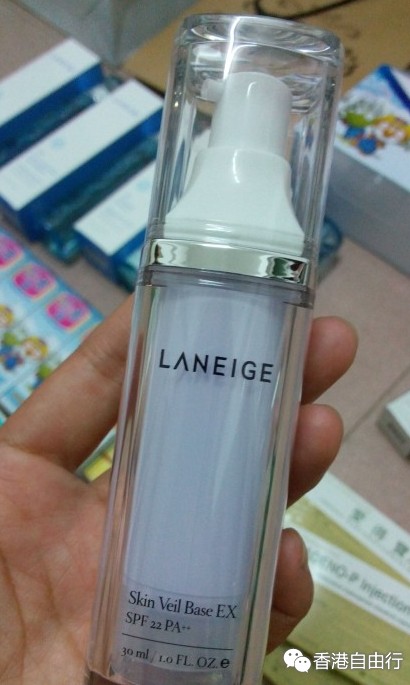 LANEIGE
Skin Veil Base EX
SPF 22 PA++
30 ml / 1.0 FL. OZ. e
香港自由行